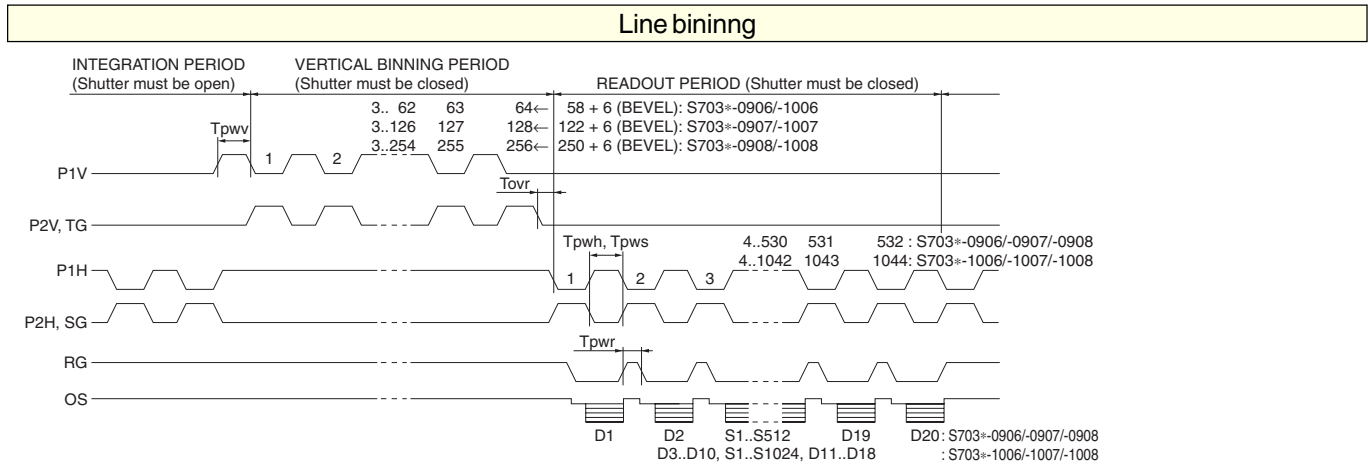 Line bininng
INTEGRATION PERIOD
(Shutter must be open)
VERTICAL BINNING PERIOD
(Shutter must be closed)
READOUT PERIOD (Shutter must be closed)
3.. 62 63 64← 58 + 6 (BEVEL): S703*-0906/-1006
3..126 127 128← 122 + 6 (BEVEL): S703*-0907/-1007
3..254 255 256← 250 + 6 (BEVEL): S703*-0908/-1008
Tpwv
1 2
P1V
Tovr
P2V, TG
Tpwh, Tpws
4..530 531 532 : S703*-0906/-0907/-0908
4..1042 1043 1044: S703*-1006/-1007/-1008
P1H
1 2 3
P2H, SG
Tpwr
RG
OS
D1 D2 S1..S512 D19 D20: S703*-0906/-0907/-0908
D3..D10, S1..S1024, D11..D18 : S703*-1006/-1007/-1008